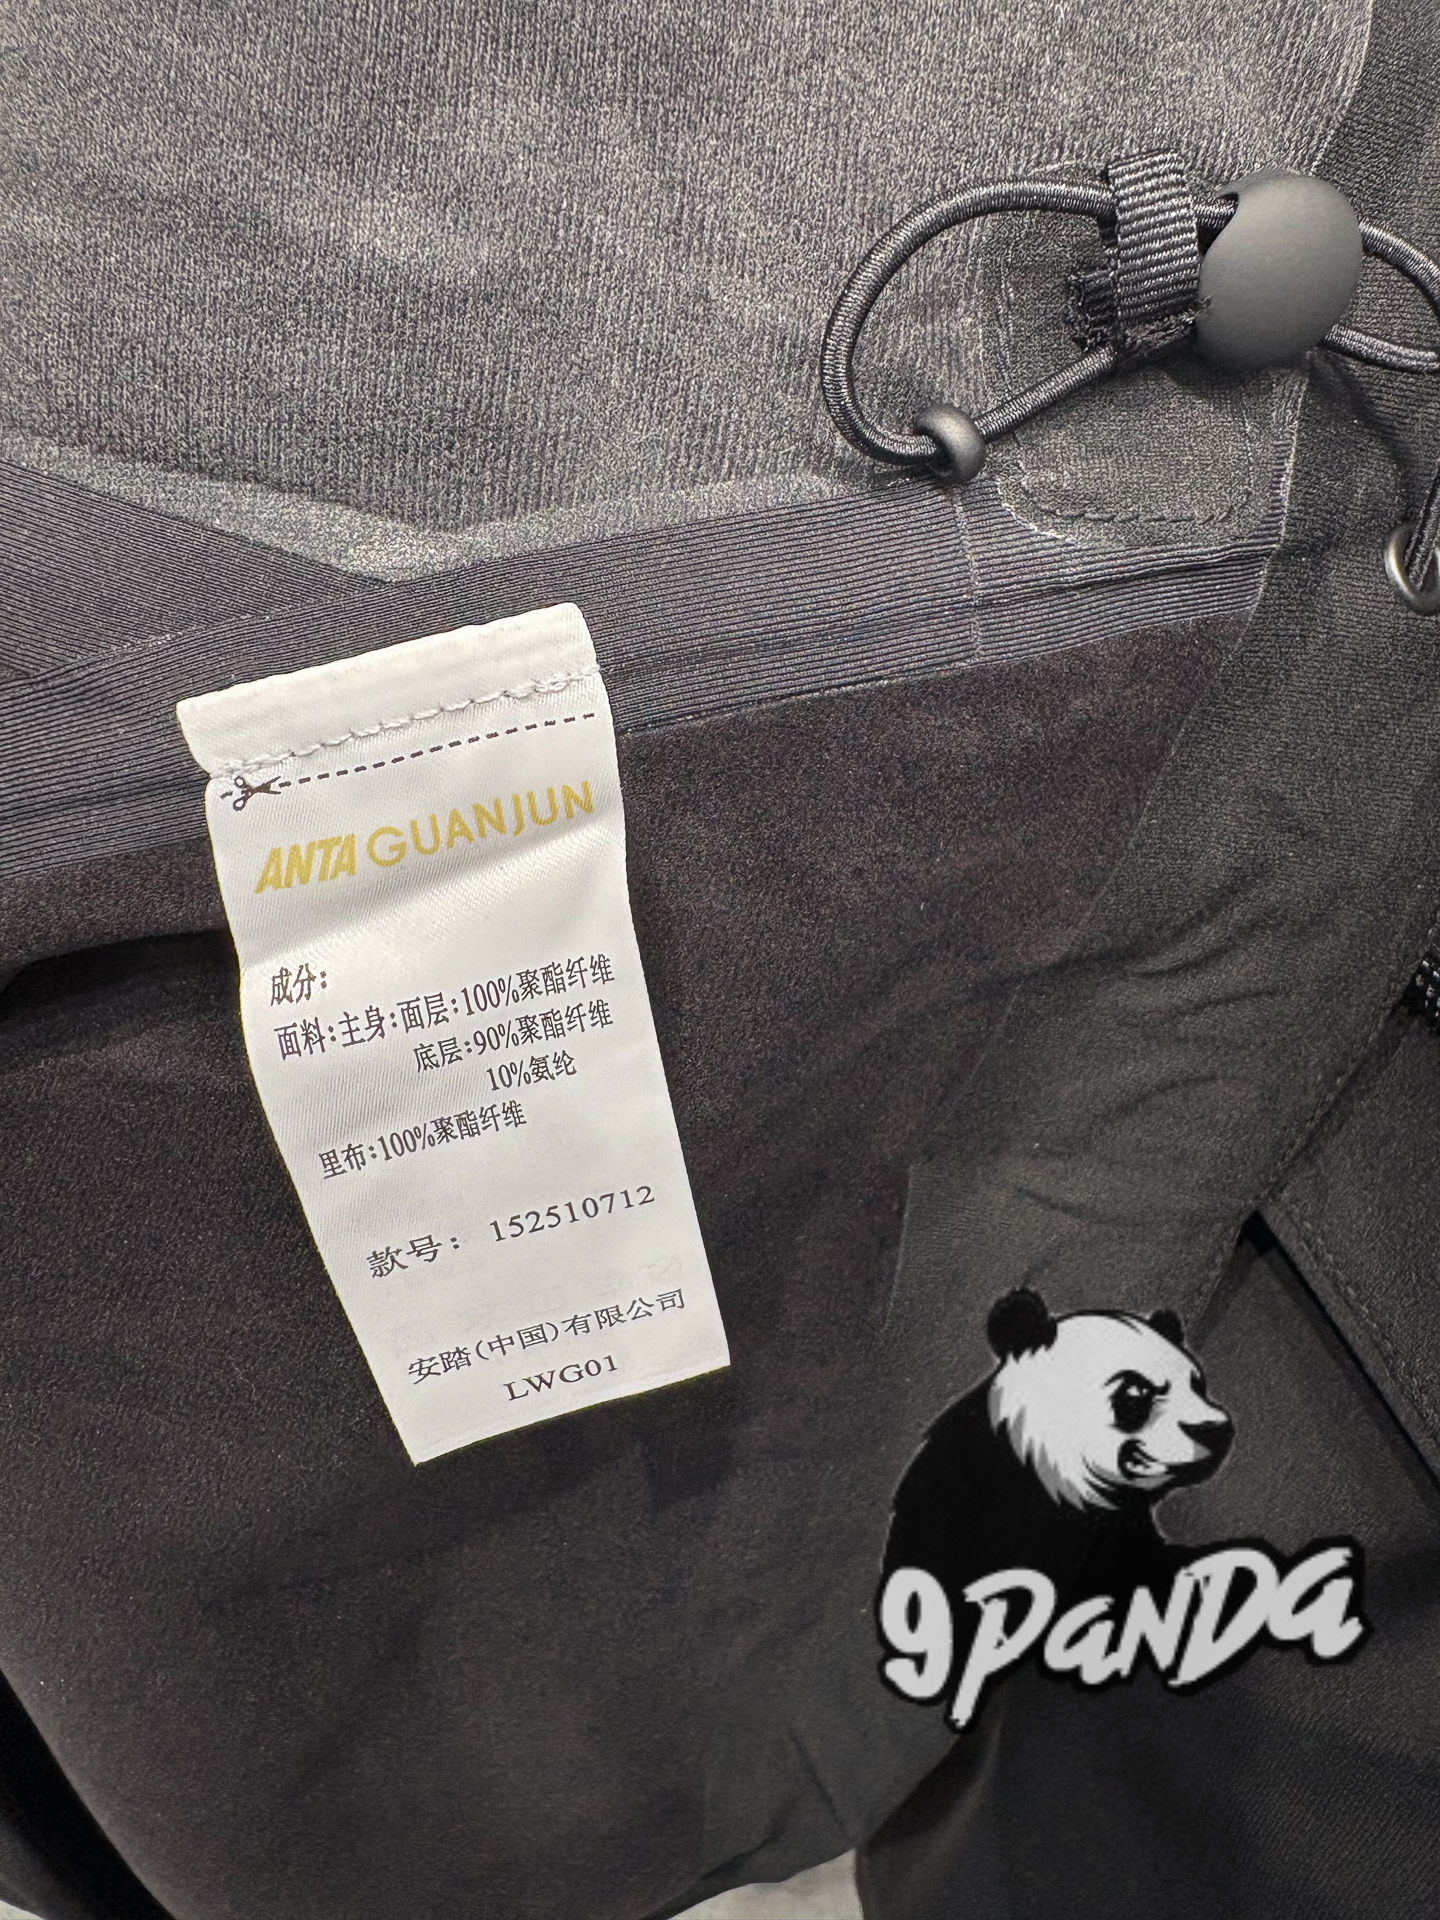 ANTA GUANJUN
成分:
面料:主身:面层:100%聚酯纤维
底层:90%聚酯纤维
10%氨纶
里布:100%聚酯纤维
款号: 152510712
安踏(中国)有限公司
LWG01
9PANDA